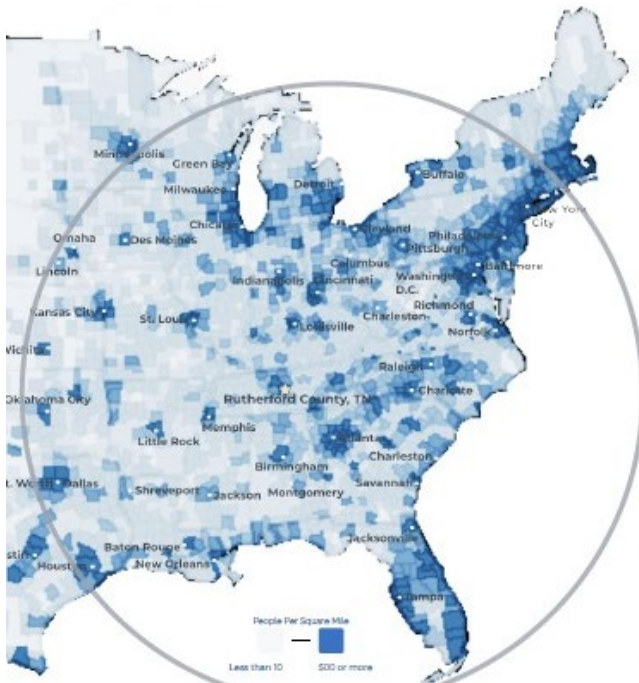 Minneapolis
Green Bay
Milwaukee
Detroit
Buffalo
Chicago
Cleveland
New York
City
Philadelphia
Pittsburgh
Omaha
Des Moines
Lincoln
Columbus
Baltimore
Indianapolis
Cincinnati
Washington
D.C.
Richmond
Kansas City
St. Louis
Louisville
Charleston
Norfolk
Wichita
Raleigh
Oklahoma City
Rutherford County, TN
Charlotte
Memphis
Little Rock
Atlanta
Birmingham
Charleston
t. Worth
Dallas
Shreveport
Jackson
Montgomery
Savannah
Jacksonville
stin
Baton Rouge
Houston
New Orleans
Tampa
People Per Square Mile
Less than 10
500 or more